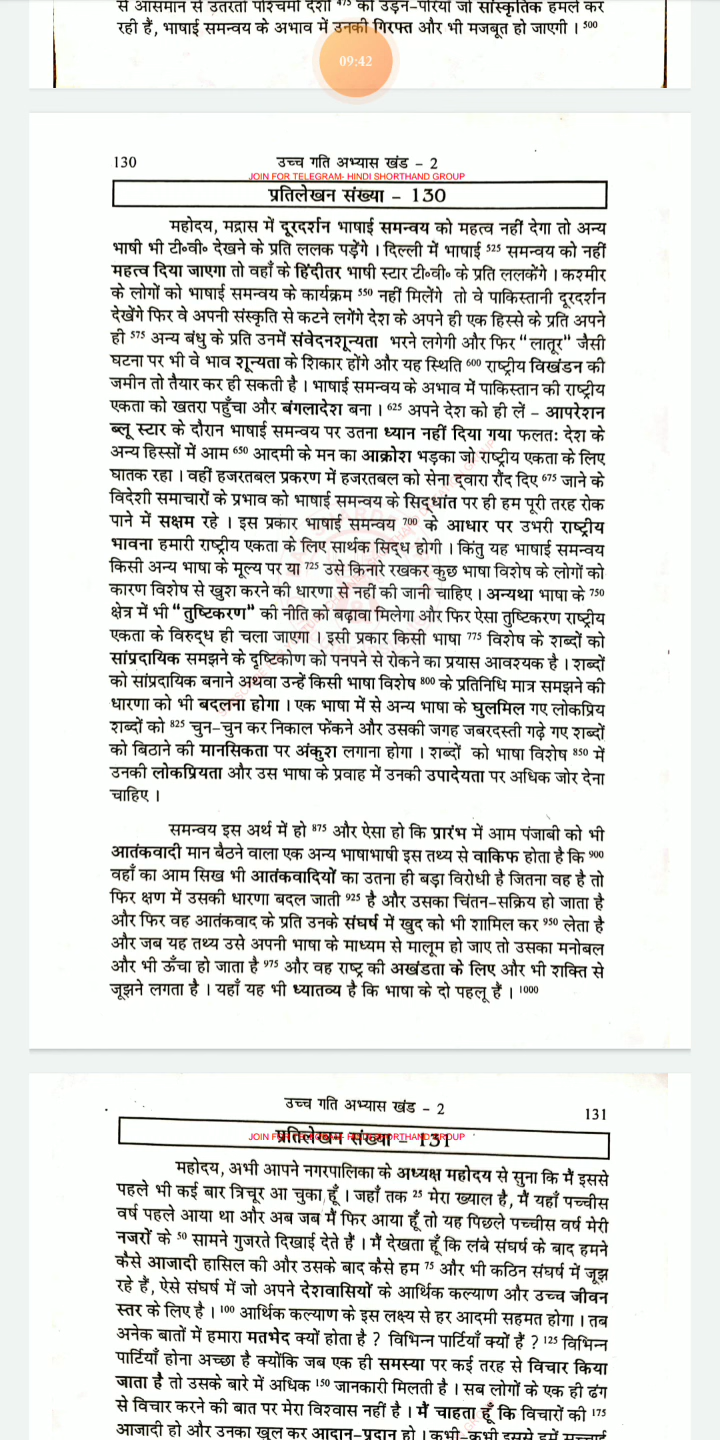 से आसमान से उतरती पश्चिमी देशों ⁴⁷⁵ की उड़न-परियां जो सांस्कृतिक हमले कर
रही हैं, भाषाई समन्वय के अभाव में उनकी गिरफ्त और भी मजबूत हो जाएगी । ⁵⁰⁰
09:42
130
उच्च गति अभ्यास खंड - 2
JOIN FOR TELEGRAM- HINDI SHORTHAND GROUP
प्रतिलेखन संख्या - 130
महोदय, मद्रास में दूरदर्शन भाषाई समन्वय को महत्व नहीं देगा तो अन्य
भाषी भी टी०वी० देखने के प्रति ललक पड़ेंगे । दिल्ली में भाषाई ⁵²⁵ समन्वय को नहीं
महत्व दिया जाएगा तो वहाँ के हिंदीतर भाषी स्टार टी०वी० के प्रति ललकेंगे । कश्मीर
के लोगों को भाषाई समन्वय के कार्यक्रम ⁵⁵⁰ नहीं मिलेंगे तो वे पाकिस्तानी दूरदर्शन
देखेंगे फिर वे अपनी संस्कृति से कटने लगेंगे देश के अपने ही एक हिस्से के प्रति अपने
ही ⁵⁷⁵ अन्य बंधु के प्रति उनमें संवेदनशून्यता भरने लगेगी और फिर "लातूर" जैसी
घटना पर भी वे भाव शून्यता के शिकार होंगे और यह स्थिति ⁶⁰⁰ राष्ट्रीय विखंडन की
जमीन तो तैयार कर ही सकती है । भाषाई समन्वय के अभाव में पाकिस्तान की राष्ट्रीय
एकता को खतरा पहुँचा और बंगलादेश बना । ⁶²⁵ अपने देश को ही लें - आपरेशन
ब्लू स्टार के दौरान भाषाई समन्वय पर उतना ध्यान नहीं दिया गया फलतः देश के
अन्य हिस्सों में आम ⁶⁵⁰ आदमी के मन का आक्रोश भड़का जो राष्ट्रीय एकता के लिए
घातक रहा । वहीं हजरतबल प्रकरण में हजरतबल को सेना द्वारा रौंद दिए ⁶⁷⁵ जाने के
विदेशी समाचारों के प्रभाव को भाषाई समन्वय के सिद्धांत पर ही हम पूरी तरह रोक
पाने में सक्षम रहे । इस प्रकार भाषाई समन्वय ⁷⁰⁰ के आधार पर उभरी राष्ट्रीय
भावना हमारी राष्ट्रीय एकता के लिए सार्थक सिद्ध होगी । किंतु यह भाषाई समन्वय
किसी अन्य भाषा के मूल्य पर या ⁷²⁵ उसे किनारे रखकर कुछ भाषा विशेष के लोगों को
कारण विशेष से खुश करने की धारणा से नहीं की जानी चाहिए । अन्यथा भाषा के ⁷⁵⁰
क्षेत्र में भी "तुष्टिकरण" की नीति को बढ़ावा मिलेगा और फिर ऐसा तुष्टिकरण राष्ट्रीय
एकता के विरुद्ध ही चला जाएगा । इसी प्रकार किसी भाषा ⁷⁷⁵ विशेष के शब्दों को
सांप्रदायिक समझने के दृष्टिकोण को पनपने से रोकने का प्रयास आवश्यक है । शब्दों
को सांप्रदायिक बनाने अथवा उन्हें किसी भाषा विशेष ⁸⁰⁰ के प्रतिनिधि मात्र समझने की
धारणा को भी बदलना होगा । एक भाषा में से अन्य भाषा के घुलमिल गए लोकप्रिय
शब्दों को ⁸²⁵ चुन-चुन कर निकाल फेंकने और उसकी जगह जबरदस्ती गढ़े गए शब्दों
को बिठाने की मानसिकता पर अंकुश लगाना होगा । शब्दों को भाषा विशेष ⁸⁵⁰ में
उनकी लोकप्रियता और उस भाषा के प्रवाह में उनकी उपादेयता पर अधिक जोर देना
चाहिए ।
समन्वय इस अर्थ में हो ⁸⁷⁵ और ऐसा हो कि प्रारंभ में आम पंजाबी को भी
आतंकवादी मान बैठने वाला एक अन्य भाषाभाषी इस तथ्य से वाकिफ होता है कि ⁹⁰⁰
वहाँ का आम सिख भी आतंकवादियों का उतना ही बड़ा विरोधी है जितना वह है तो
फिर क्षण में उसकी धारणा बदल जाती ⁹²⁵ है और उसका चिंतन-सक्रिय हो जाता है
और फिर वह आतंकवाद के प्रति उनके संघर्ष में खुद को भी शामिल कर ⁹⁵⁰ लेता है
और जब यह तथ्य उसे अपनी भाषा के माध्यम से मालूम हो जाए तो उसका मनोबल
और भी ऊँचा हो जाता है ⁹⁷⁵ और वह राष्ट्र की अखंडता के लिए और भी शक्ति से
जूझने लगता है । यहाँ यह भी ध्यातव्य है कि भाषा के दो पहलू हैं । ¹⁰⁰⁰
उच्च गति अभ्यास खंड - 2
131
JOIN FOR TELEGRAM- HINDI SHORTHAND GROUP
प्रतिलेखन संख्या - 131
महोदय, अभी आपने नगरपालिका के अध्यक्ष महोदय से सुना कि मैं इससे
पहले भी कई बार त्रिचूर आ चुका हूँ । जहाँ तक ²⁵ मेरा ख्याल है, मैं यहाँ पच्चीस
वर्ष पहले आया था और अब जब मैं फिर आया हूँ तो यह पिछले पच्चीस वर्ष मेरी
नजरों के ⁵⁰ सामने गुजरते दिखाई देते हैं । मैं देखता हूँ कि लंबे संघर्ष के बाद हमने
कैसे आजादी हासिल की और उसके बाद कैसे हम ⁷⁵ और भी कठिन संघर्ष में जूझ
रहे हैं, ऐसे संघर्ष में जो अपने देशवासियों के आर्थिक कल्याण और उच्च जीवन
स्तर के लिए है । ¹⁰⁰ आर्थिक कल्याण के इस लक्ष्य से हर आदमी सहमत होगा । तब
अनेक बातों में हमारा मतभेद क्यों होता है ? विभिन्न पार्टियाँ क्यों हैं ? ¹²⁵ विभिन्न
पार्टियाँ होना अच्छा है क्योंकि जब एक ही समस्या पर कई तरह से विचार किया
जाता है तो उसके बारे में अधिक ¹⁵⁰ जानकारी मिलती है । सब लोगों के एक ही ढंग
से विचार करने की बात पर मेरा विश्वास नहीं है । मैं चाहता हूँ कि विचारों की ¹⁷⁵
आजादी हो और उनका खुल कर आदान-प्रदान हो । कभी-कभी इससे हमें